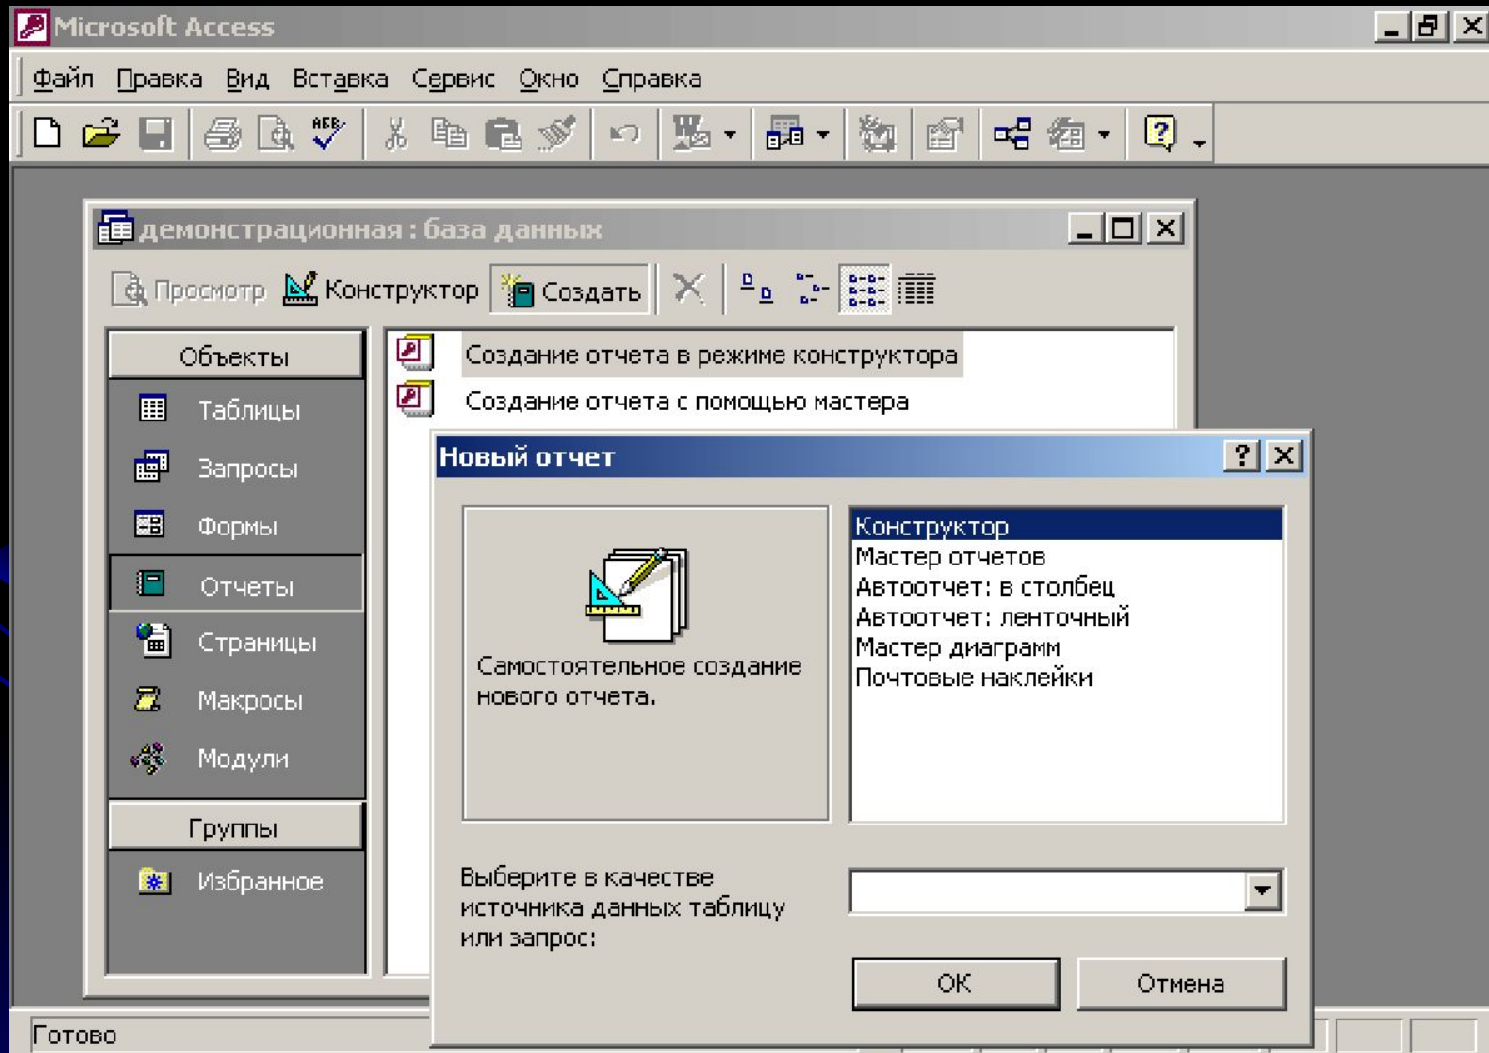 Microsoft Access
Файл Правка Вид Вставка Сервис Окно Справка
демонстрационная : база данных
Просмотр Конструктор Создать
Объекты
Создание отчета в режиме конструктора
Создание отчета с помощью мастера
Таблицы
Запросы
Формы
Отчеты
Страницы
Макросы
Модули
Группы
Избранное
Новый отчет
Конструктор
Мастер отчетов
Автоотчет: в столбец
Автоотчет: ленточный
Мастер диаграмм
Почтовые наклейки
Самостоятельное создание
нового отчета.
Выберите в качестве
источника данных таблицу
или запрос:
ОК Отмена
Готово